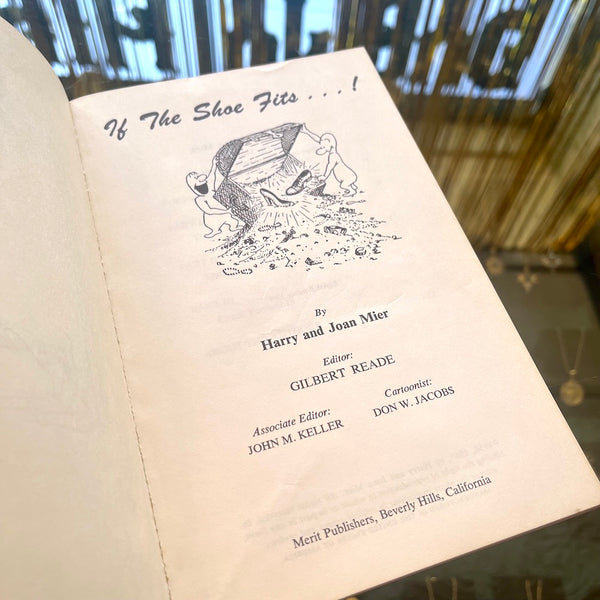 If The Shoe Fits . . . !
By
Harry and Joan Mier
Editor:
GILBERT READE
Associate Editor:
JOHN M. KELLER
Cartoonist:
DON W. JACOBS
Merit Publishers, Beverly Hills, California